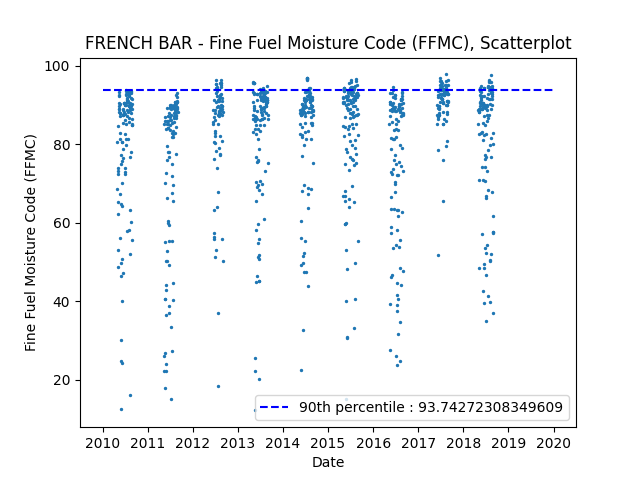 FRENCH BAR - Fine Fuel Moisture Code (FFMC), Scatterplot
Fine Fuel Moisture Code (FFMC)
100
80
60
40
20
90th percentile : 93.74272308349609
2010 2011 2012 2013 2014 2015 2016 2017 2018 2019 2020
Date